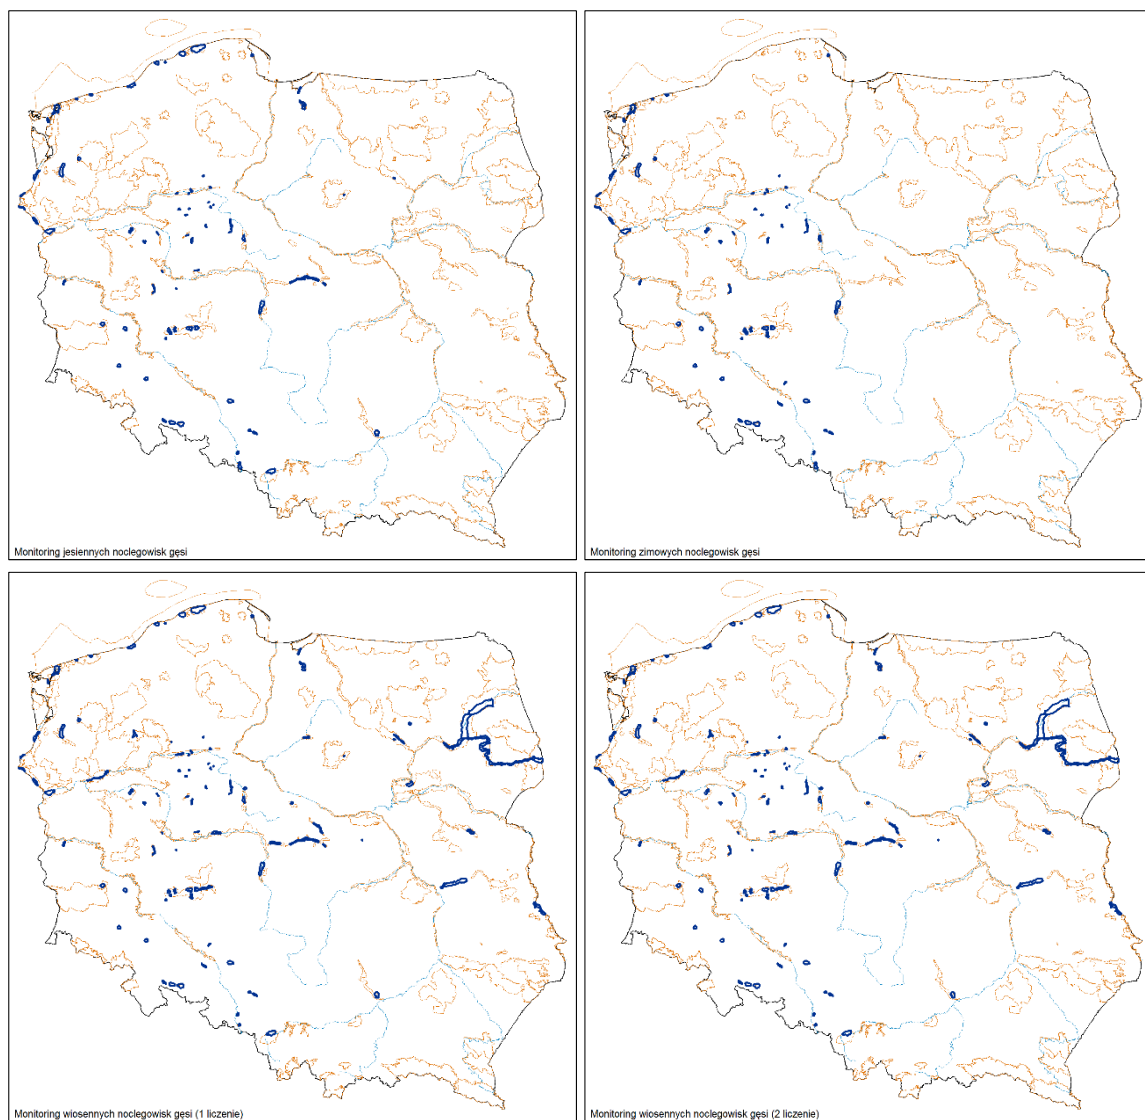 Monitoring jesiennych noclegowisk gęsi
Monitoring zimowych noclegowisk gęsi
Monitoring wiosennych noclegowisk gęsi (1 liczenie)
Monitoring wiosennych noclegowisk gęsi (2 liczenie)